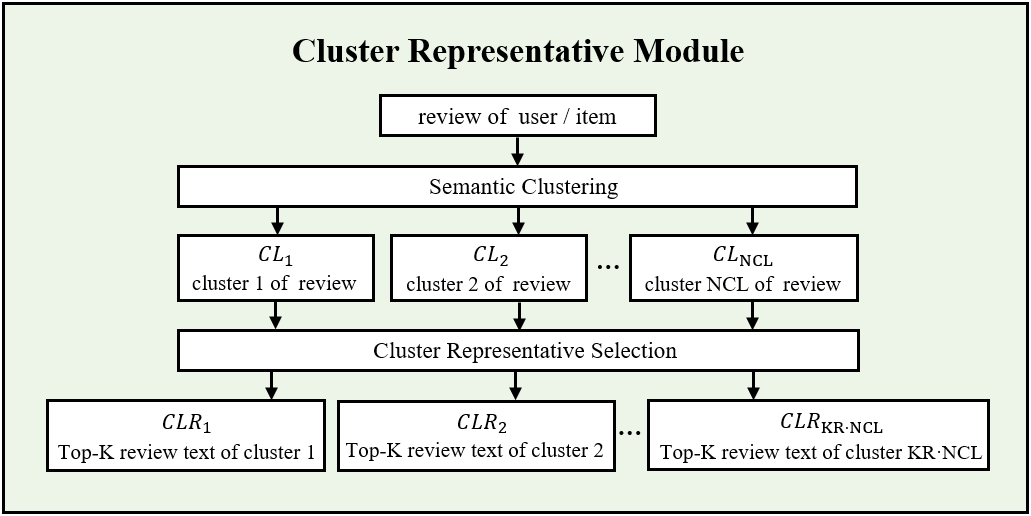 Cluster Representative Module
review of user / item
Semantic Clustering
CL₁
cluster 1 of review
CL₂
cluster 2 of review
...
CL_NCL
cluster NCL of review
Cluster Representative Selection
CLR₁
Top-K review text of cluster 1
CLR₂
Top-K review text of cluster 2
...
CLR_KR·NCL
Top-K review text of cluster KR·NCL